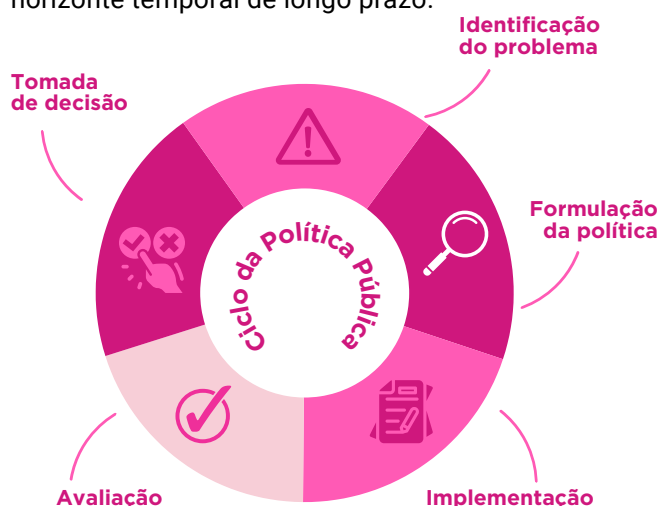 horizonte temporal de longo prazo.
Identificação
do problema
Tomada
de decisão
Ciclo da Política Pública
Formulação
da política
Avaliação
Implementação